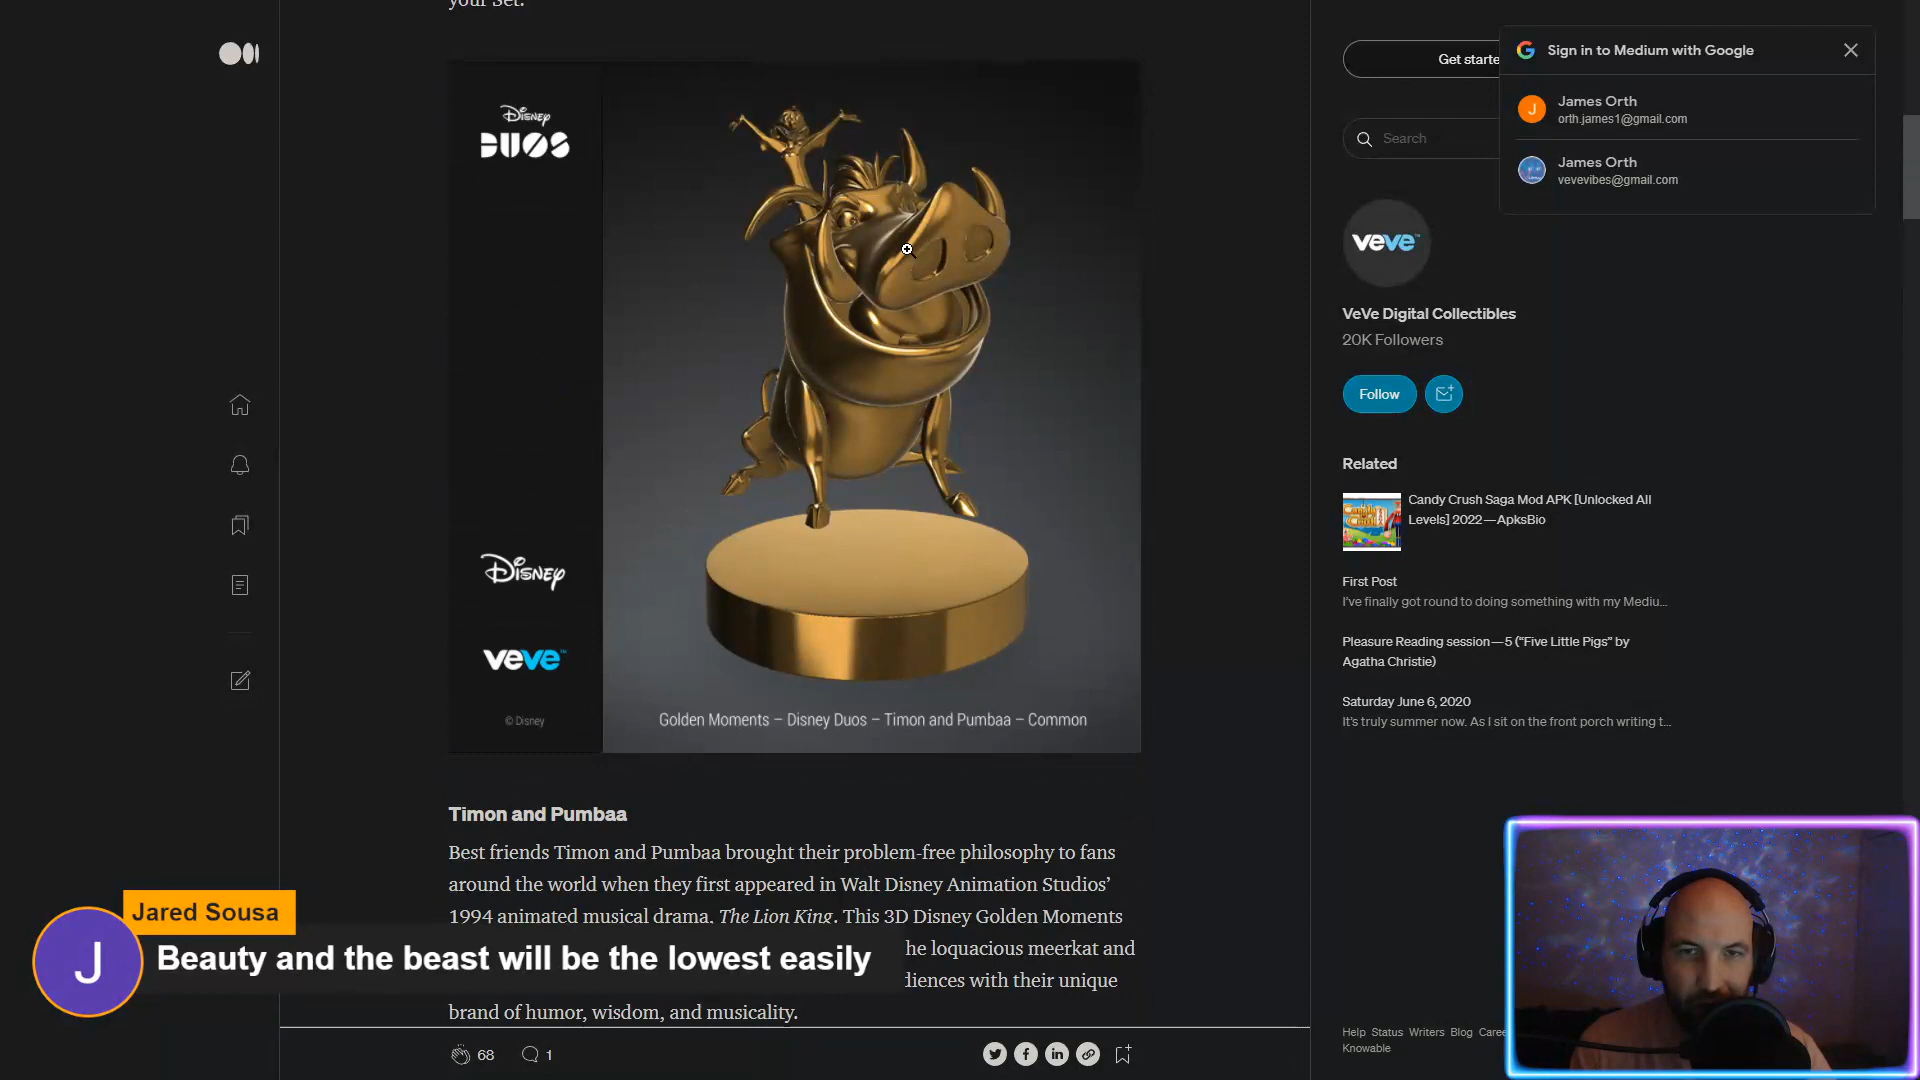 your Set.
Disney
DUOS
Disney
veve™
© Disney
Golden Moments – Disney Duos – Timon and Pumbaa – Common
Timon and Pumbaa
Best friends Timon and Pumbaa brought their problem-free philosophy to fans
around the world when they first appeared in Walt Disney Animation Studios'
1994 animated musical drama, The Lion King. This 3D Disney Golden Moments
he loquacious meerkat and
diences with their unique
brand of humor, wisdom, and musicality.
68
1
Jared Sousa
J
Beauty and the beast will be the lowest easily
Get starte
Search
Sign in to Medium with Google
J
James Orth
orth.james1@gmail.com
James Orth
vevevibes@gmail.com
veve™
VeVe Digital Collectibles
20K Followers
Follow
Related
Candy Crush Saga Mod APK [Unlocked All
Levels] 2022—ApksBio
First Post
I've finally got round to doing something with my Mediu...
Pleasure Reading session—5 ("Five Little Pigs" by
Agatha Christie)
Saturday June 6, 2020
It's truly summer now. As I sit on the front porch writing t...
Help Status Writers Blog Caree
Knowable